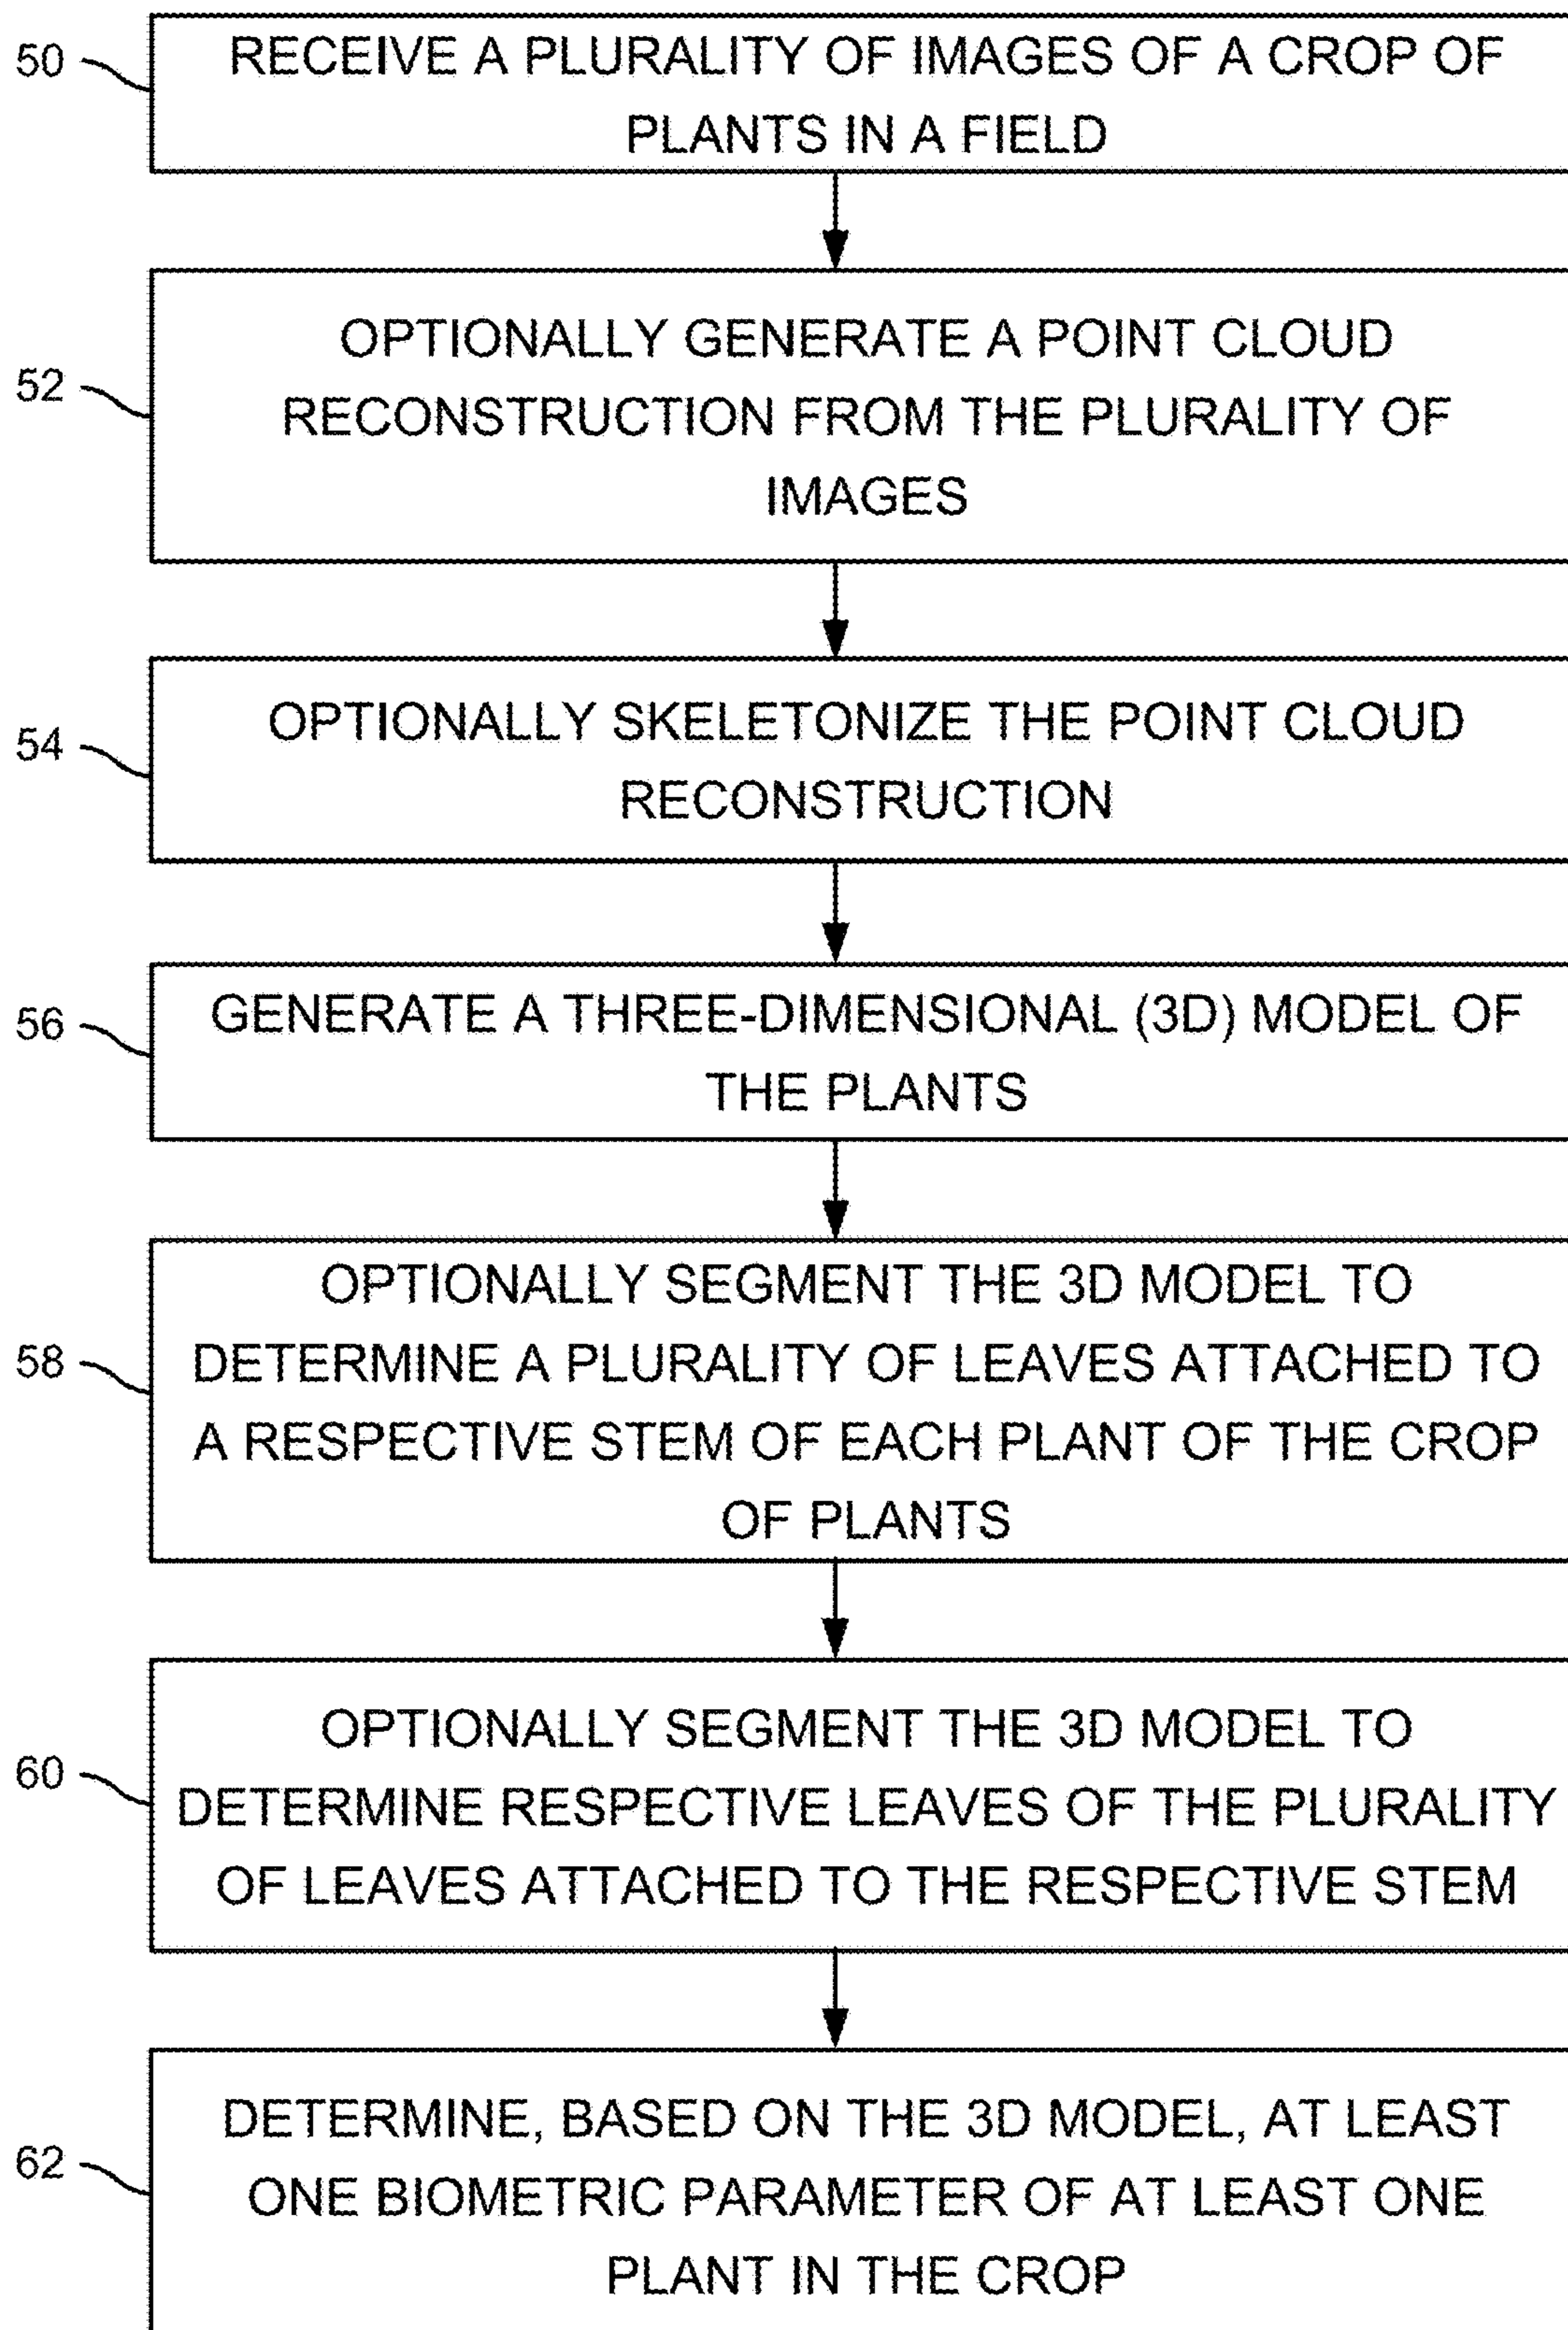 50
RECEIVE A PLURALITY OF IMAGES OF A CROP OF
PLANTS IN A FIELD
52
OPTIONALLY GENERATE A POINT CLOUD
RECONSTRUCTION FROM THE PLURALITY OF
IMAGES
54
OPTIONALLY SKELETONIZE THE POINT CLOUD
RECONSTRUCTION
56
GENERATE A THREE-DIMENSIONAL (3D) MODEL OF
THE PLANTS
58
OPTIONALLY SEGMENT THE 3D MODEL TO
DETERMINE A PLURALITY OF LEAVES ATTACHED TO
A RESPECTIVE STEM OF EACH PLANT OF THE CROP
OF PLANTS
60
OPTIONALLY SEGMENT THE 3D MODEL TO
DETERMINE RESPECTIVE LEAVES OF THE PLURALITY
OF LEAVES ATTACHED TO THE RESPECTIVE STEM
62
DETERMINE, BASED ON THE 3D MODEL, AT LEAST
ONE BIOMETRIC PARAMETER OF AT LEAST ONE
PLANT IN THE CROP